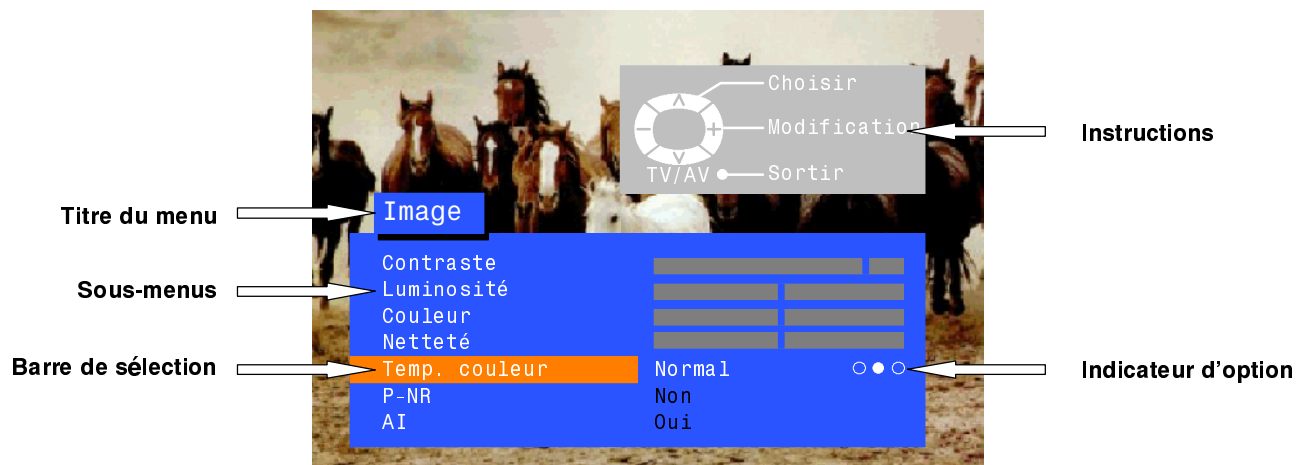 Choisir
Modification
Instructions
TV/AV Sortir
Titre du menu
Image
Contraste
Sous-menus
Luminosité
Couleur
Netteté
Barre de sélection
Temp. couleur Normal
Indicateur d'option
P-NR Non
AI Oui